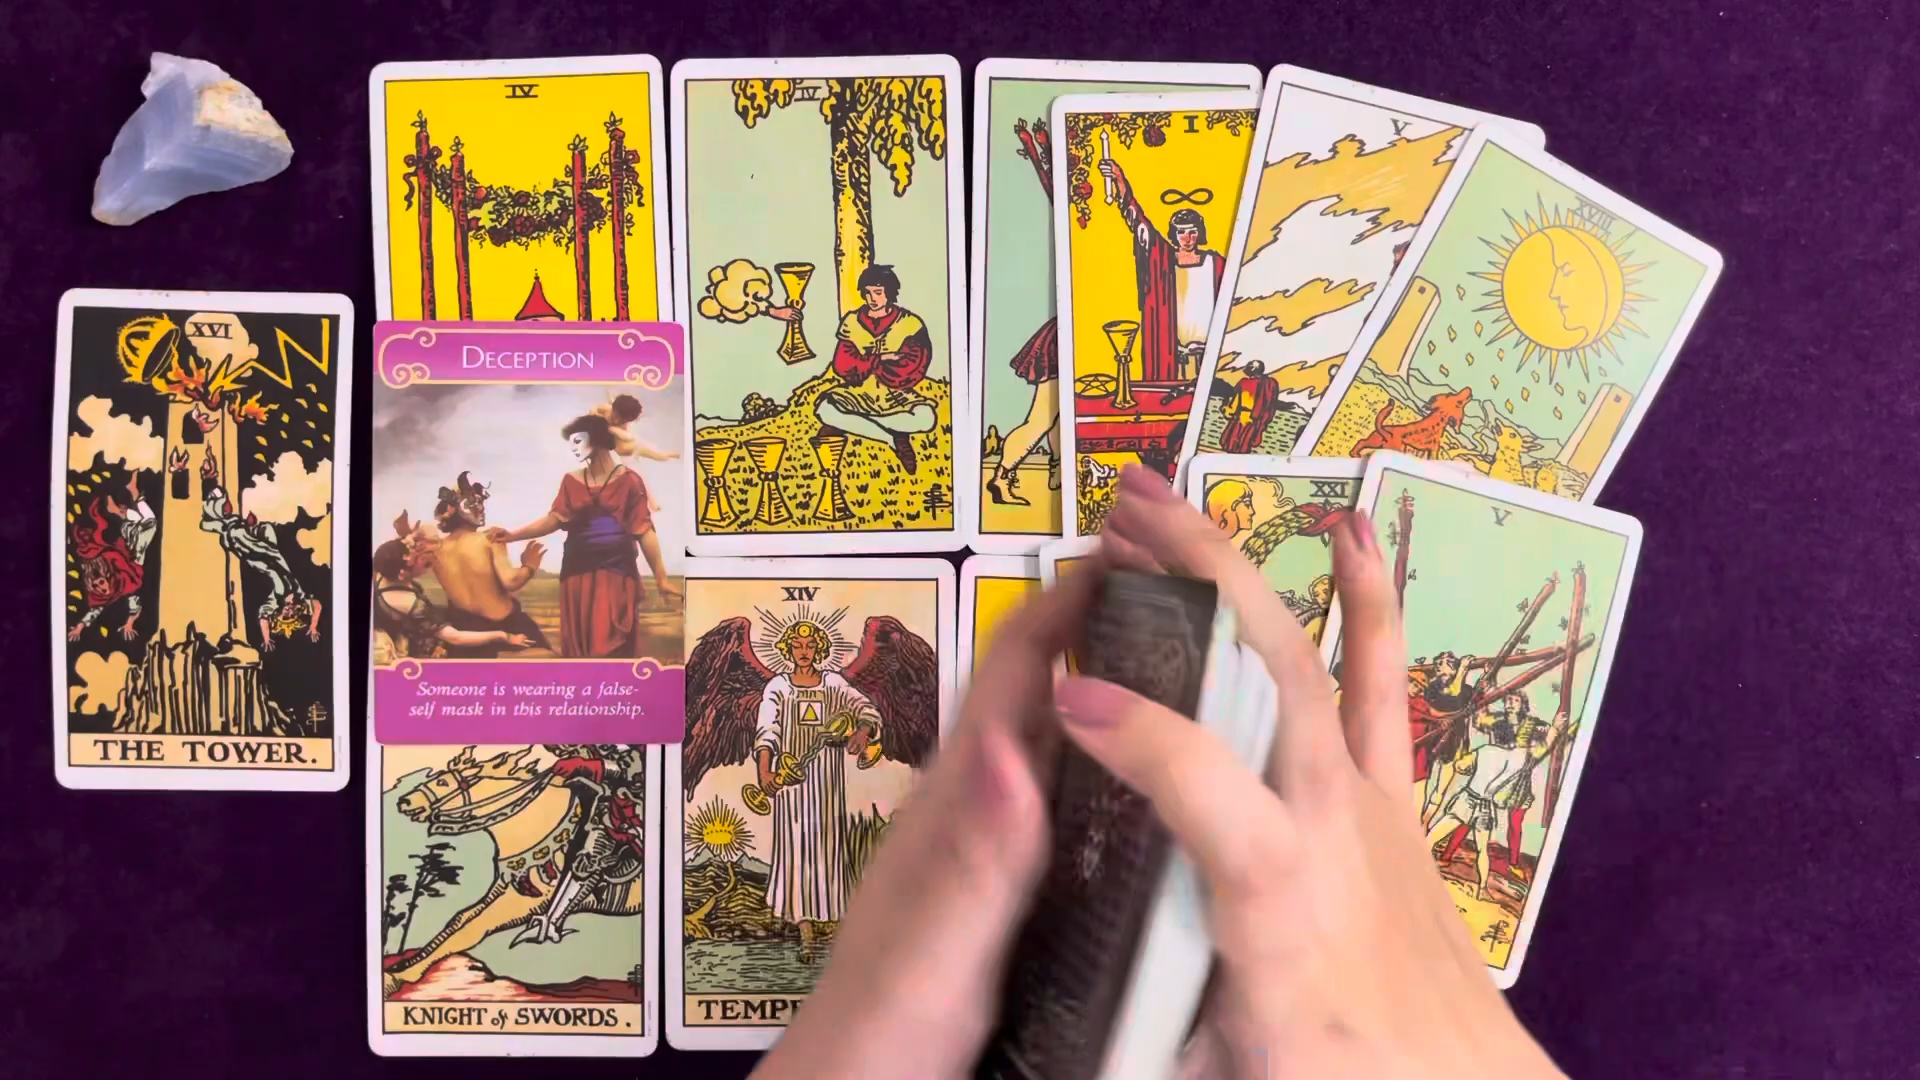 IV
IV
I
V
XVIII
XVI
DECEPTION
Someone is wearing a false-
self mask in this relationship.
THE TOWER.
XXI
V
XIV
KNIGHT of SWORDS.
TEMP